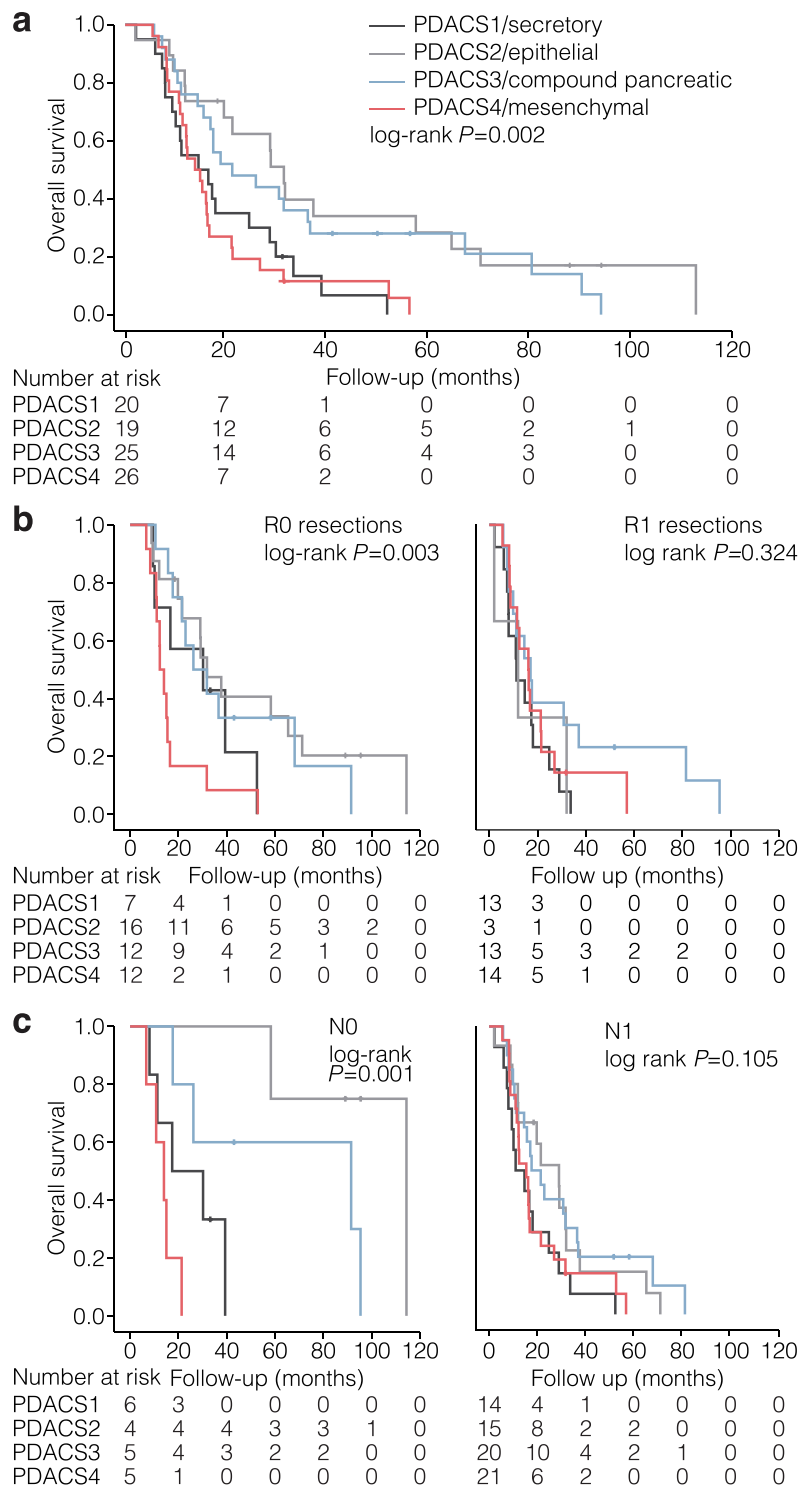 a
PDACS1/secretory
PDACS2/epithelial
PDACS3/compound pancreatic
PDACS4/mesenchymal
log-rank P=0.002
Overall survival
1.0
0.8
0.6
0.4
0.2
0.0
0 20 40 60 80 100 120
Number at risk Follow-up (months)
PDACS1 20 7 1 0 0 0 0
PDACS2 19 12 6 5 2 1 0
PDACS3 25 14 6 4 3 0 0
PDACS4 26 7 2 0 0 0 0
b
R0 resections
log-rank P=0.003
Overall survival
1.0
0.8
0.6
0.4
0.2
0.0
0 20 40 60 80 100 120
Number at risk Follow-up (months)
PDACS1 7 4 1 0 0 0 0
PDACS2 16 11 6 5 3 2 0
PDACS3 12 9 4 2 1 0 0
PDACS4 12 2 1 0 0 0 0
R1 resections
log rank P=0.324
0 20 40 60 80 100 120
Follow up (months)
13 3 0 0 0 0 0
3 1 0 0 0 0 0
13 5 3 2 2 0 0
14 5 1 0 0 0 0
c
N0
log-rank
P=0.001
Overall survival
1.0
0.8
0.6
0.4
0.2
0.0
0 20 40 60 80 100 120
Number at risk Follow-up (months)
PDACS1 6 3 0 0 0 0 0
PDACS2 4 4 4 3 3 1 0
PDACS3 5 4 3 2 2 0 0
PDACS4 5 1 0 0 0 0 0
N1
log rank P=0.105
0 20 40 60 80 100 120
Follow up (months)
14 4 1 0 0 0 0
15 8 2 2 0 0 0
20 10 4 2 1 0 0
21 6 2 0 0 0 0